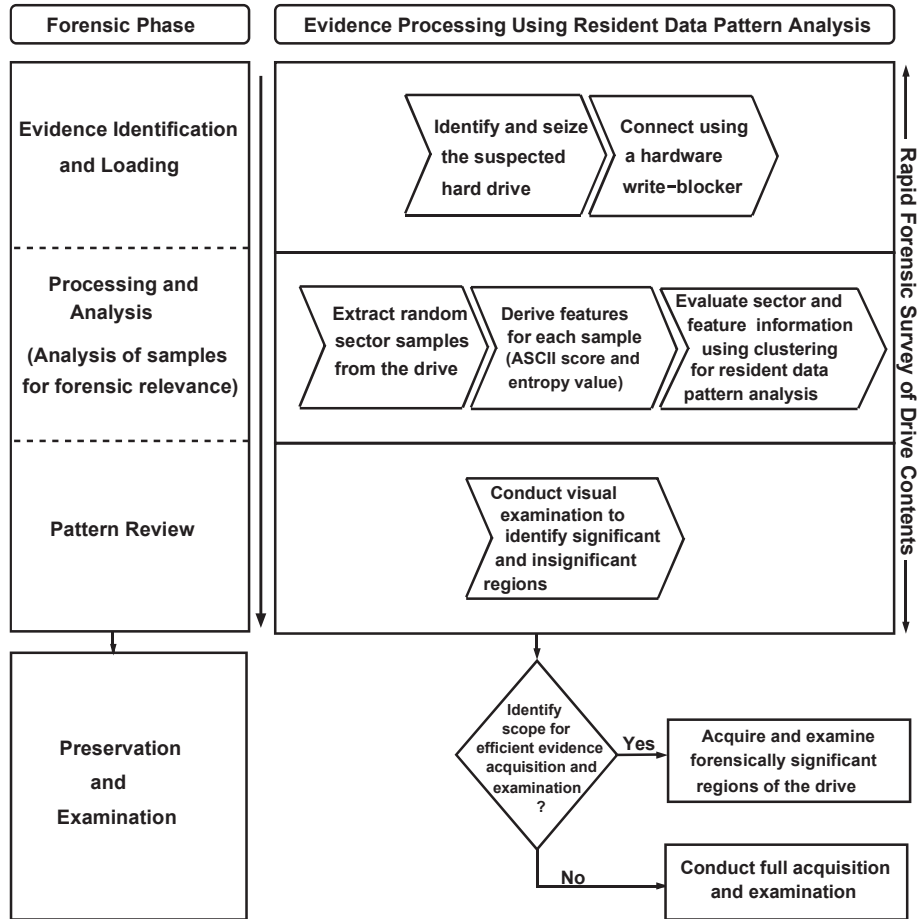 Forensic Phase
Evidence Processing Using Resident Data Pattern Analysis
Evidence Identification
and Loading
Identify and seize
the suspected
hard drive
Connect using
a hardware
write−blocker
Processing and
Analysis
(Analysis of samples
for forensic relevance)
Extract random
sector samples
from the drive
Derive features
for each sample
(ASCII score and
entropy value)
Evaluate sector and
feature information
using clustering
for resident data
pattern analysis
Pattern Review
Conduct visual
examination to
identify significant
and insignificant
regions
Rapid Forensic Survey of Drive Contents
Preservation
and
Examination
Identify
scope for
efficient evidence
acquisition and
examination
?
Yes
Acquire and examine
forensically significant
regions of the drive
No
Conduct full acquisition
and examination